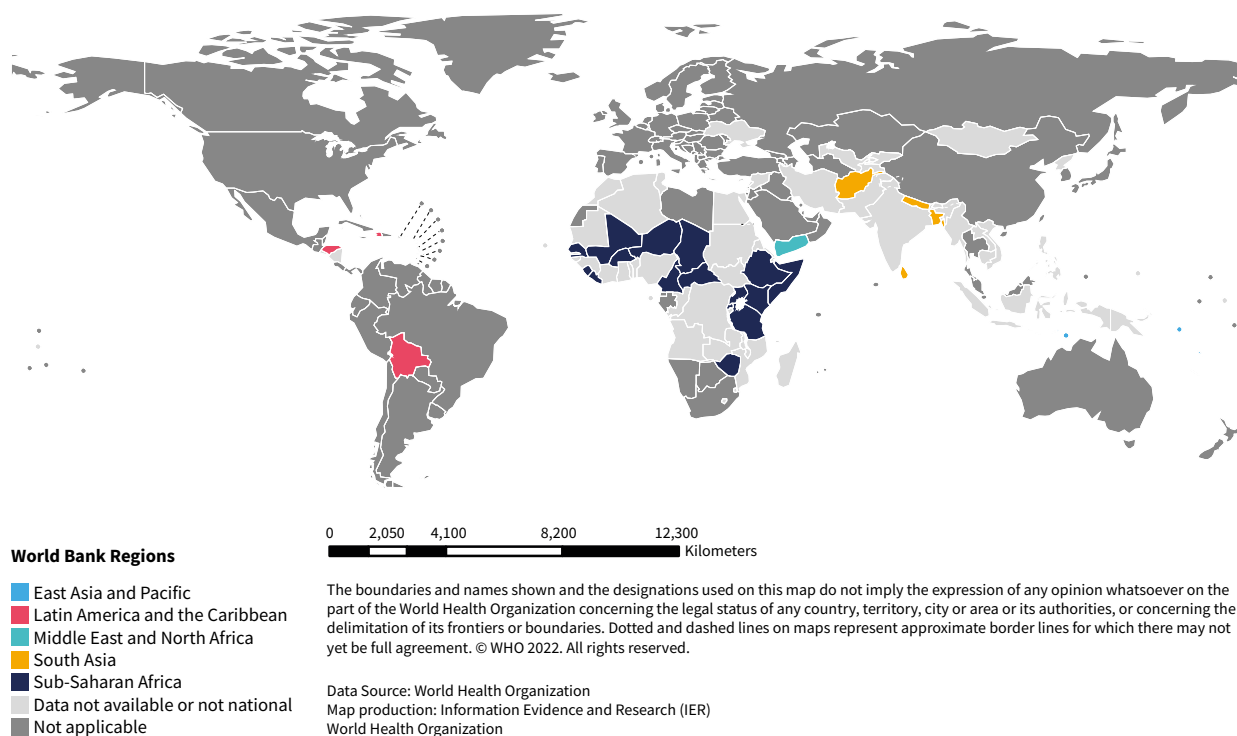 0 2,050 4,100 8,200 12,300
Kilometers
World Bank Regions
East Asia and Pacific
Latin America and the Caribbean
Middle East and North Africa
South Asia
Sub-Saharan Africa
Data not available or not national
Not applicable
The boundaries and names shown and the designations used on this map do not imply the expression of any opinion whatsoever on the
part of the World Health Organization concerning the legal status of any country, territory, city or area or its authorities, or concerning the
delimitation of its frontiers or boundaries. Dotted and dashed lines on maps represent approximate border lines for which there may not
yet be full agreement. © WHO 2022. All rights reserved.
Data Source: World Health Organization
Map production: Information Evidence and Research (IER)
World Health Organization